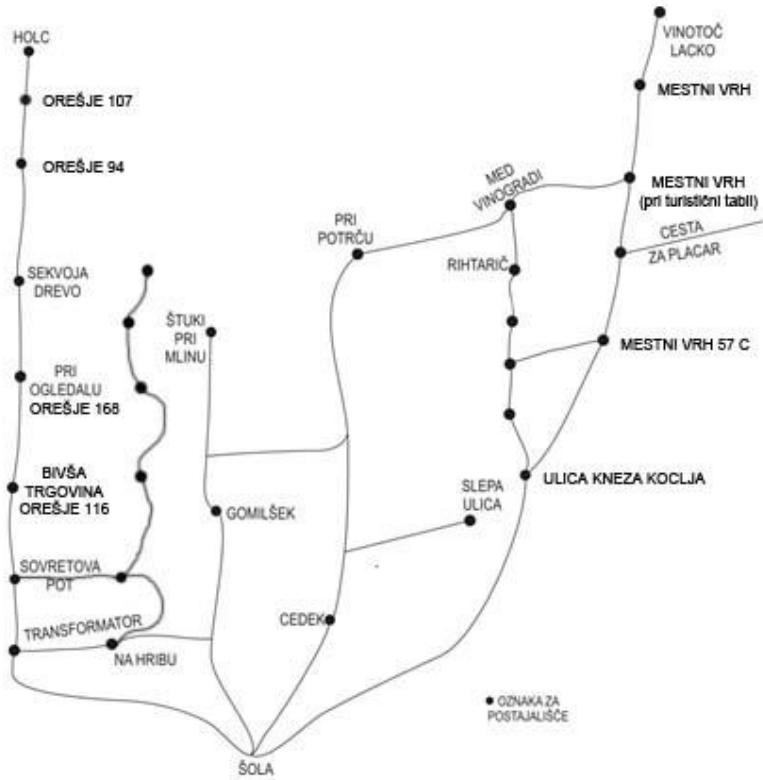 HOLC
OREŠJE 107
OREŠJE 94
SEKVOJA
DREVO
PRI
OGLEDALU
OREŠJE 168
BIVŠA
TRGOVINA
OREŠJE 116
SOVRETOVA
POT
TRANSFORMATOR
NA HRIBU
ŠTUKI
PRI
MLINU
GOMILŠEK
PRI
POTRČU
CEDEK
SLEPA
ULICA
MED
VINOGRADI
RIHTARIČ
VINOTOČ
LACKO
MESTNI VRH
MESTNI VRH
(pri turistični tabli)
CESTA
ZA PLACAR
MESTNI VRH 57 C
ULICA KNEZA KOCLJA
OZNAKA ZA
POSTAJALIŠČE
ŠOLA